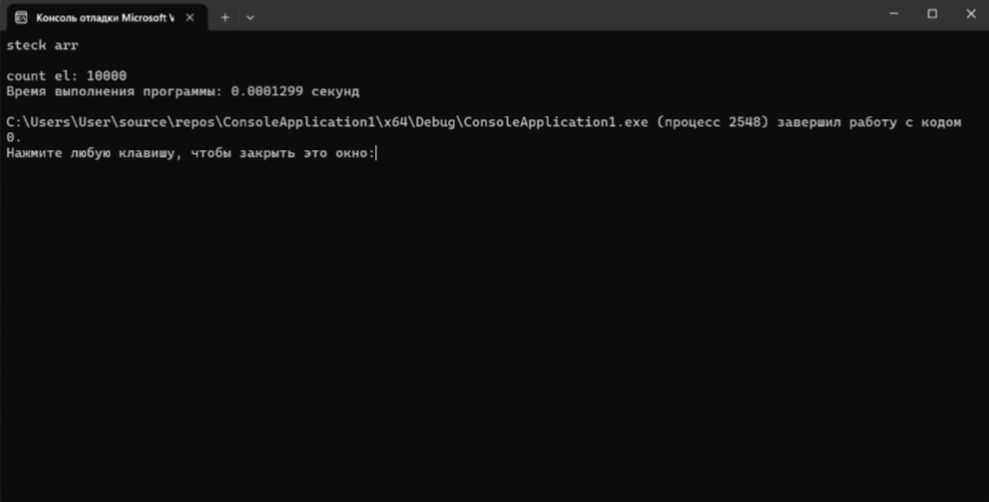 Консоль отладки Microsoft V
steck arr
count el: 10000
Время выполнения программы: 0.0001299 секунд
C:\Users\User\source\repos\ConsoleApplication1\x64\Debug\ConsoleApplication1.exe (процесс 2548) завершил работу с кодом
0.
Нажмите любую клавишу, чтобы закрыть это окно: